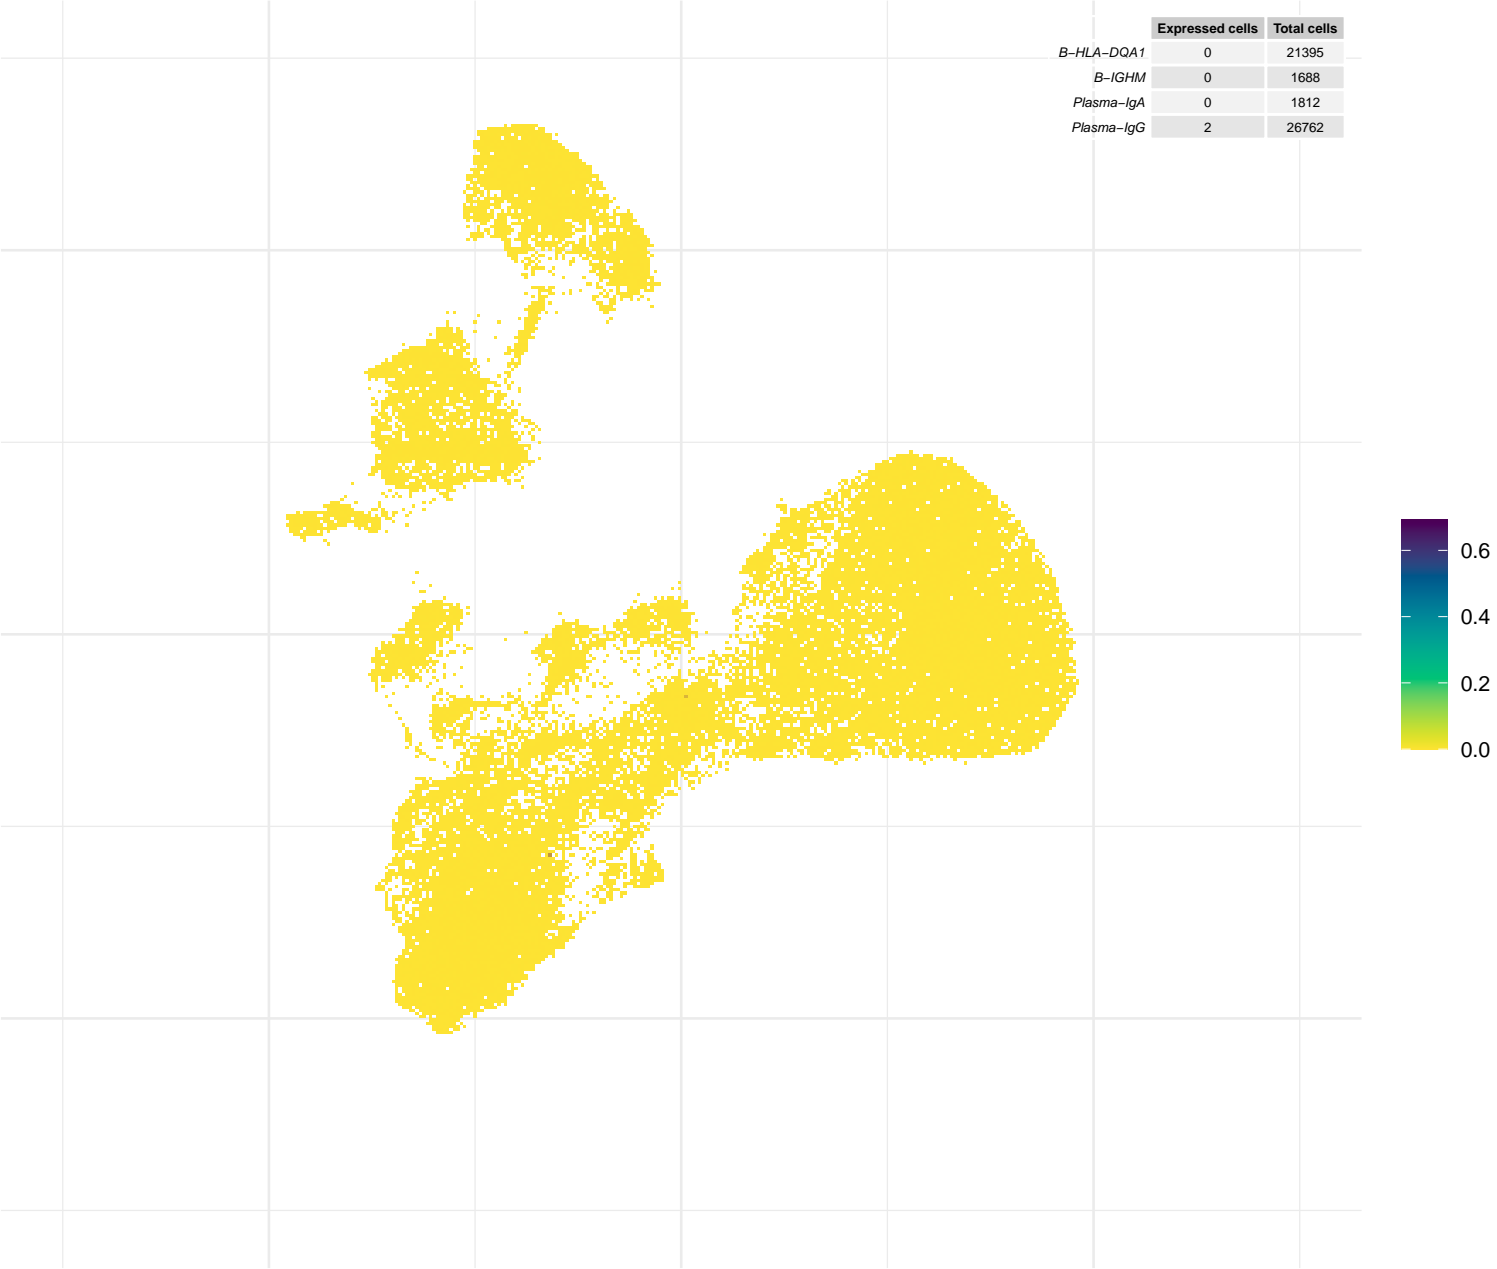 Expressed cells Total cells
B−HLA−DQA1 0 21395
B−IGHM 0 1688
Plasma−IgA 0 1812
Plasma−IgG 2 26762
0.6
0.4
0.2
0.0